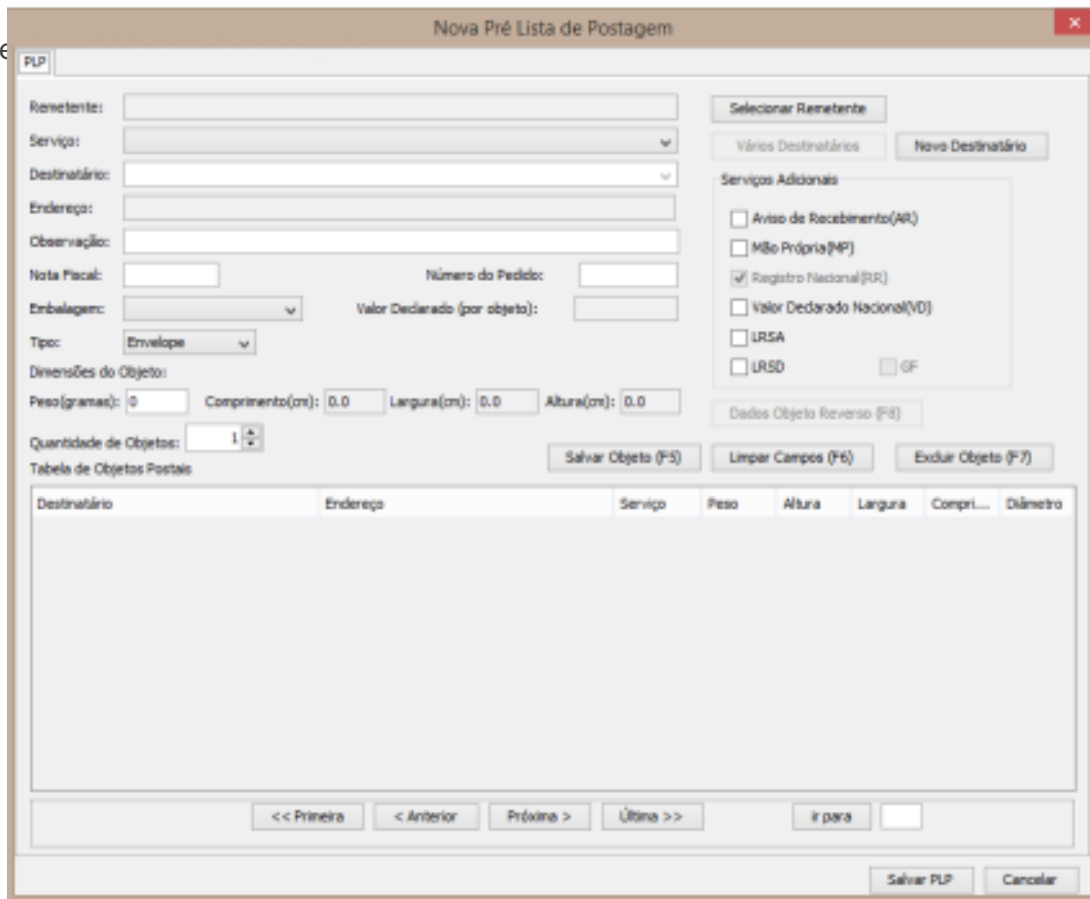 Nova Pré Lista de Postagem
e
PLP
Remetente:
Selecionar Remetente
Serviço:
Vários Destinatários
Novo Destinatário
Destinatário:
Serviços Adicionais
Endereço:
Aviso de Recebimento(AR)
Observação:
Mão Própria(MP)
Nota Fiscal:
Número do Pedido:
Registro Nacional(RR)
Embalagem:
Valor Declarado (por objeto):
Valor Declarado Nacional(VD)
Tipo:
Envelope
LRSA
Dimensões do Objeto:
LRSD
GF
Peso(gramas): 0
Comprimento(cm): 0.0
Largura(cm): 0.0
Altura(cm): 0.0
Dados Objeto Reverso (F8)
Quantidade de Objetos: 1
Salvar Objeto (F5)
Limpar Campos (F6)
Excluir Objeto (F7)
Tabela de Objetos Postais
Destinatário Endereço Serviço Peso Altura Largura Compri.... Diâmetro
<< Primeira
< Anterior
Próxima >
Última >>
ir para
Salvar PLP
Cancelar